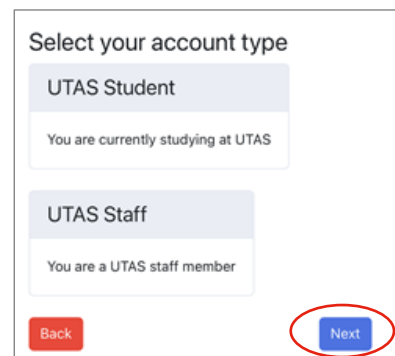 Select your account type
UTAS Student
You are currently studying at UTAS
UTAS Staff
You are a UTAS staff member
Back
Next